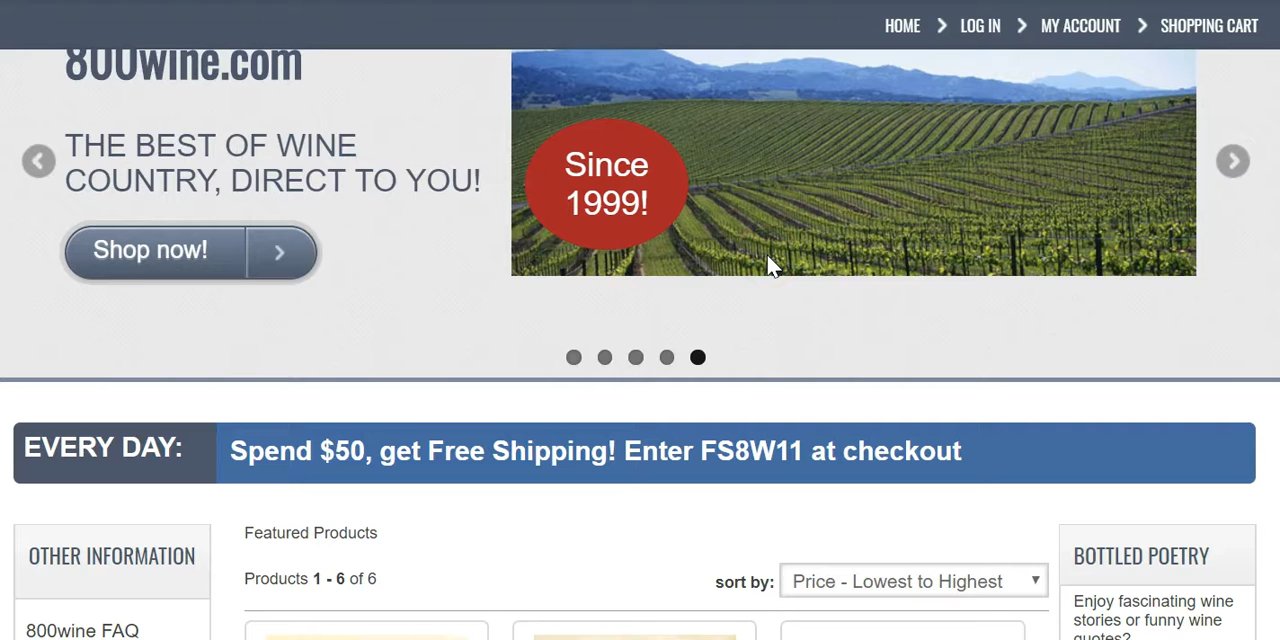 HOME LOG IN MY ACCOUNT SHOPPING CART
800wine.com
THE BEST OF WINE
COUNTRY, DIRECT TO YOU!
Shop now!
Since
1999!
EVERY DAY: Spend $50, get Free Shipping! Enter FS8W11 at checkout
OTHER INFORMATION
800wine FAQ
Featured Products
Products 1 - 6 of 6
sort by: Price - Lowest to Highest
BOTTLED POETRY
Enjoy fascinating wine
stories or funny wine
quotes?